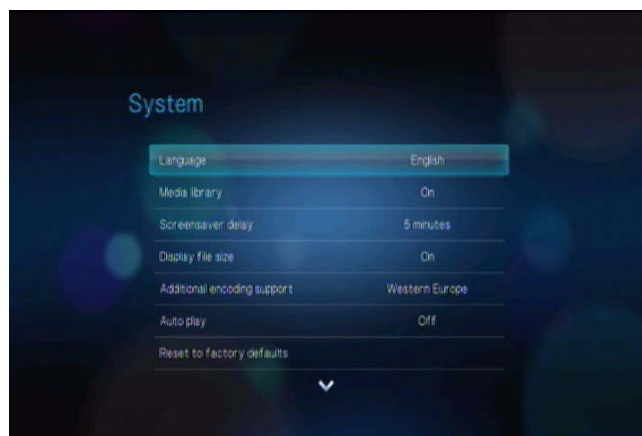 System
Language English
Media library On
Screensaver delay 5 minutes
Display file size On
Additional encoding support Western Europe
Auto play Off
Reset to factory defaults